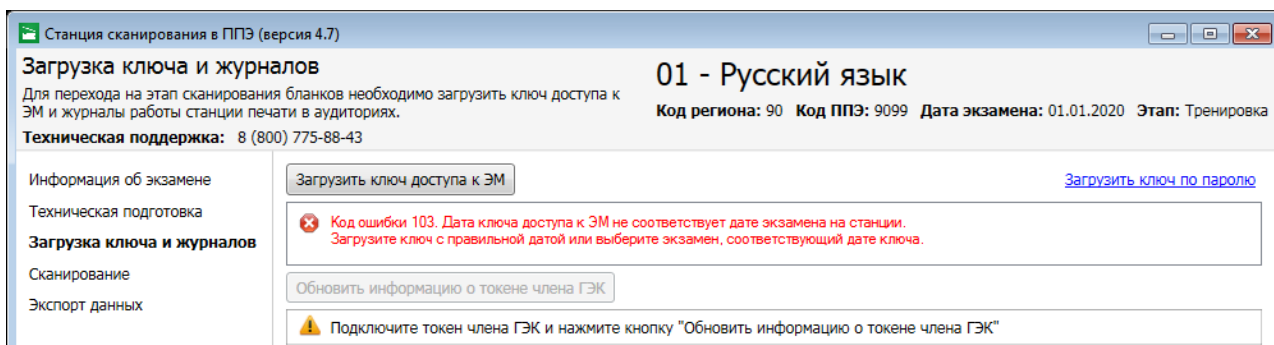 Станция сканирования в ППЭ (версия 4.7)
Загрузка ключа и журналов
Для перехода на этап сканирования бланков необходимо загрузить ключ доступа к
ЭМ и журналы работы станции печати в аудиториях.
Техническая поддержка: 8 (800) 775-88-43
01 - Русский язык
Код региона: 90 Код ППЭ: 9099 Дата экзамена: 01.01.2020 Этап: Тренировка
Информация об экзамене
Техническая подготовка
Загрузка ключа и журналов
Сканирование
Экспорт данных
Загрузить ключ доступа к ЭМ
Загрузить ключ по паролю
Код ошибки 103. Дата ключа доступа к ЭМ не соответствует дате экзамена на станции.
Загрузите ключ с правильной датой или выберите экзамен, соответствующий дате ключа.
Обновить информацию о токене члена ГЭК
Подключите токен члена ГЭК и нажмите кнопку "Обновить информацию о токене члена ГЭК"